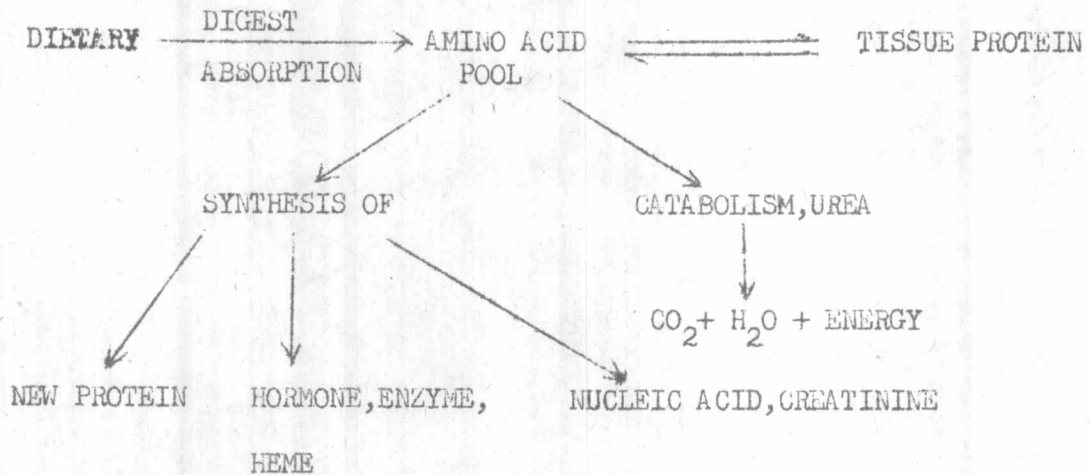 DIGEST
DIETARY AMINO ACID TISSUE PROTEIN
ABSORPTION POOL
SYNTHESIS OF CATABOLISM,UREA
CO2+ H2O + ENERGY
NEW PROTEIN HORMONE,ENZYME, NUCLEIC ACID,CREATININE
HEME